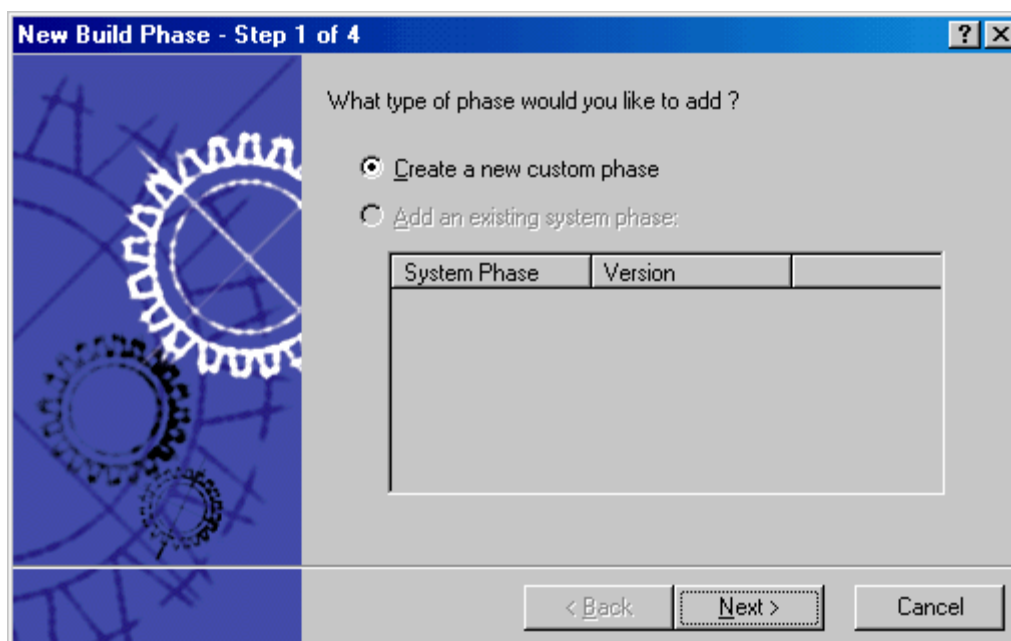 New Build Phase - Step 1 of 4
What type of phase would you like to add ?
Create a new custom phase
Add an existing system phase:
System Phase Version
< Back Next > Cancel